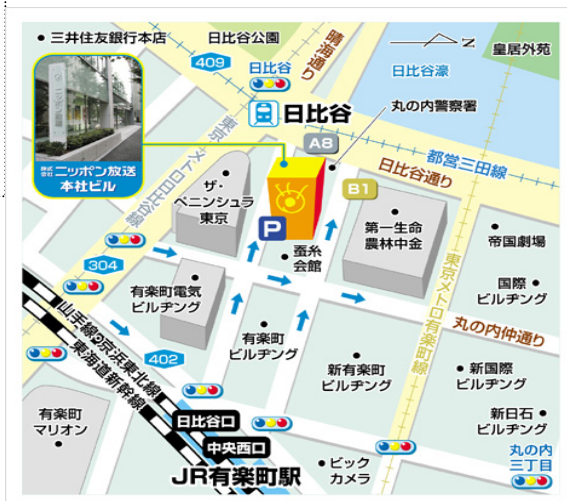 三井住友銀行本店
日比谷公園
晴海通り
N
皇居外苑
409
日比谷
日比谷濠
日比谷
丸の内警察署
A8
都営三田線
日比谷通り
株式
会社
ニッポン放送
本社ビル
東京メトロ日比谷線
ザ・
ペニンシュラ
東京
B1
P
第一生命
農林中金
帝国劇場
蚕糸
会館
東京メトロ有楽町線
国際
ビルヂング
304
有楽町電気
ビルヂング
丸の内仲通り
有楽町
ビルヂング
402
新有楽町
ビルヂング
新国際
ビルヂング
山手線・京浜東北線
東海道新幹線
新日石
ビルヂング
有楽町
マリオン
日比谷口
中央西口
JR有楽町駅
ビック
カメラ
丸の内
三丁目